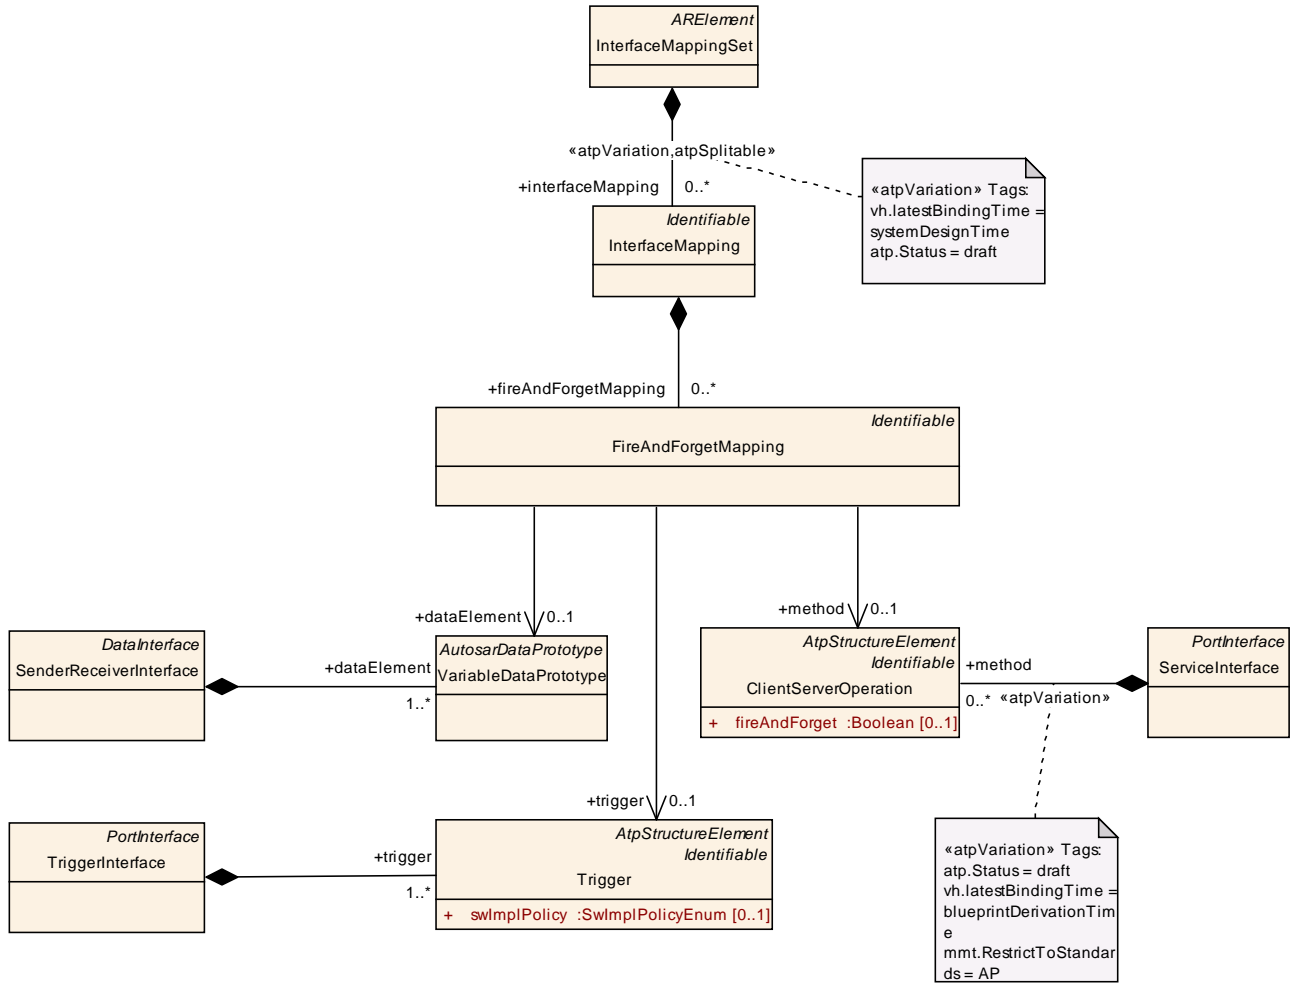 ARElement
InterfaceMappingSet
«atpVariation,atpSplitable»
+interfaceMapping 0..*
«atpVariation» Tags:
vh.latestBindingTime =
systemDesignTime
atp.Status = draft
Identifiable
InterfaceMapping
+fireAndForgetMapping 0..*
Identifiable
FireAndForgetMapping
+dataElement 0..1
+method 0..1
DataInterface
SenderReceiverInterface
+dataElement
1..*
AutosarDataPrototype
VariableDataPrototype
AtpStructureElement
Identifiable
ClientServerOperation
+ fireAndForget :Boolean [0..1]
+method
0..* «atpVariation»
PortInterface
ServiceInterface
+trigger 0..1
PortInterface
TriggerInterface
+trigger
1..*
AtpStructureElement
Identifiable
Trigger
+ swImplPolicy :SwImplPolicyEnum [0..1]
«atpVariation» Tags:
atp.Status = draft
vh.latestBindingTime =
blueprintDerivationTim
e
mmt.RestrictToStandar
ds = AP